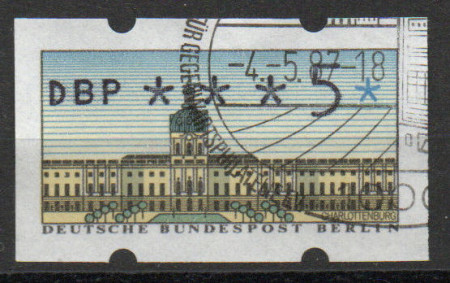 DBP * * * 5 *
-4.-5.87-18
CHARLOTTENBURG
DEUTSCHE BUNDESPOST BERLIN